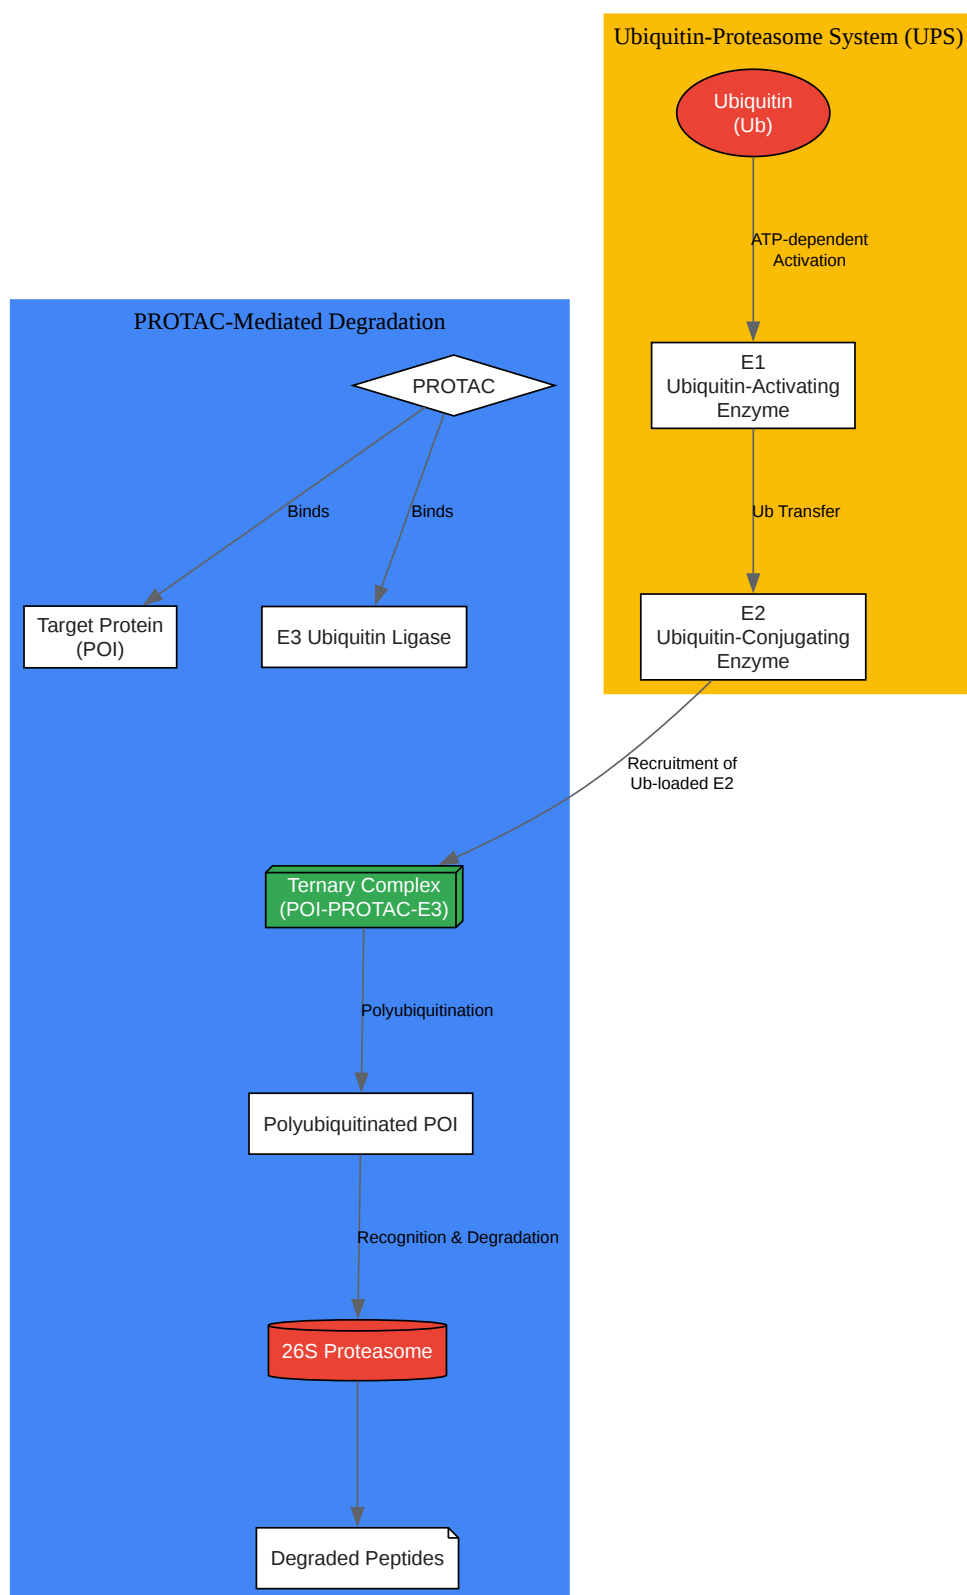 Ubiquitin-Proteasome System (UPS)
Ubiquitin
(Ub)
ATP-dependent
Activation
E1
Ubiquitin-Activating
Enzyme
Ub Transfer
E2
Ubiquitin-Conjugating
Enzyme
Recruitment of
Ub-loaded E2
PROTAC-Mediated Degradation
PROTAC
Binds
Binds
Target Protein
(POI)
E3 Ubiquitin Ligase
Ternary Complex
(POI-PROTAC-E3)
Polyubiquitination
Polyubiquitinated POI
Recognition & Degradation
26S Proteasome
Degraded Peptides